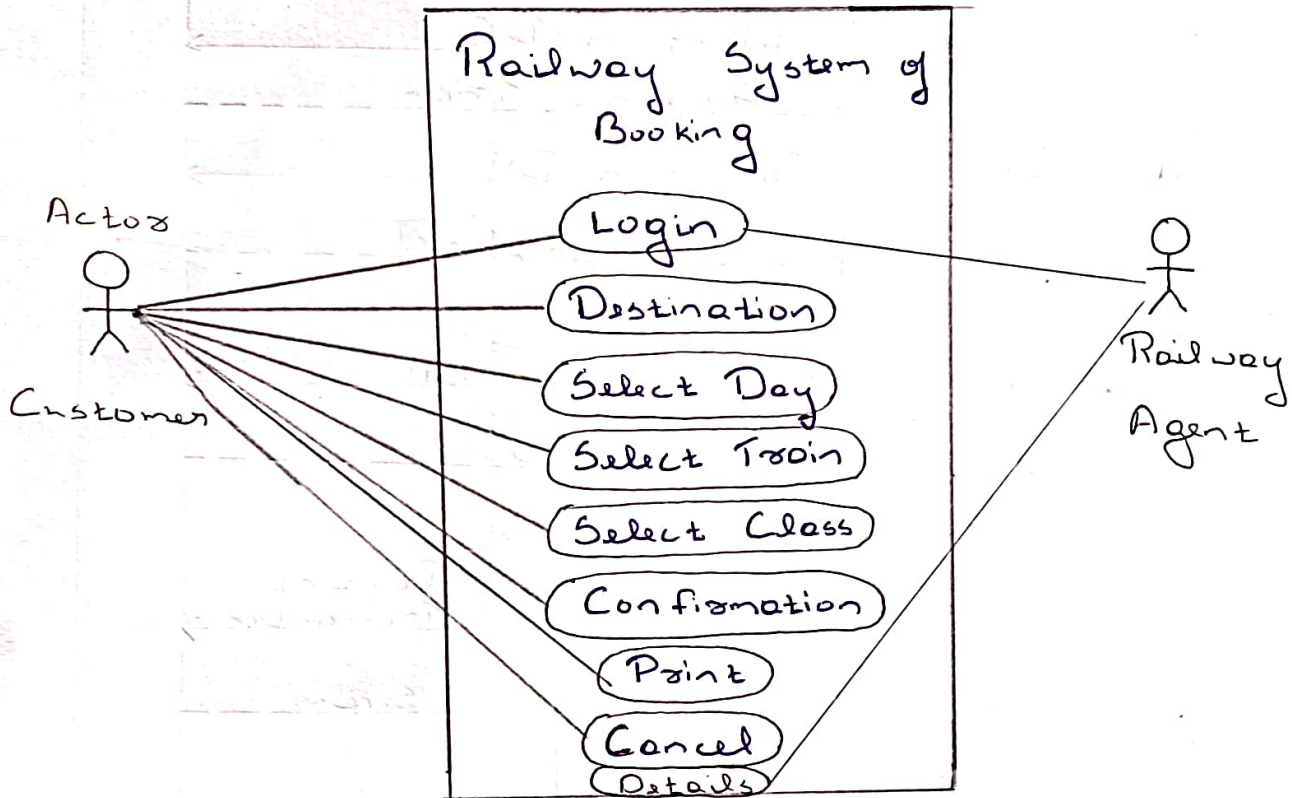 Railway System of
Booking
Actor
Customer
Login
Destination
Select Day
Select Train
Select Class
Confirmation
Print
Cancel
Details
Railway
Agent